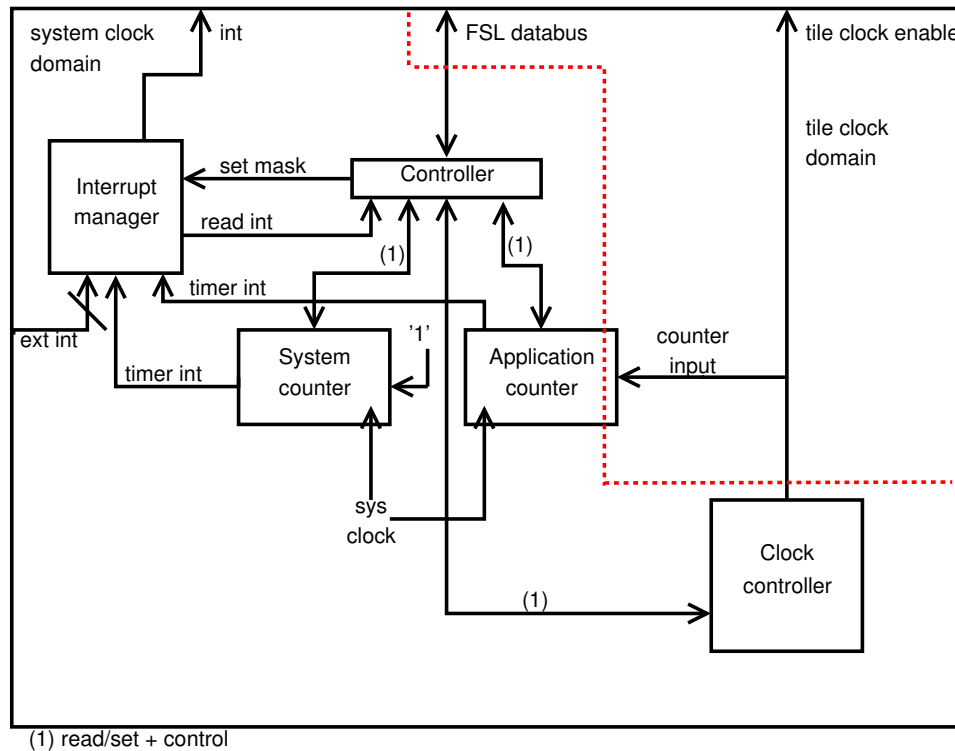 system clock
domain
int
FSL databus
tile clock enable
tile clock
domain
Interrupt
manager
set mask
Controller
read int
(1)
(1)
timer int
ext int
'1'
System
counter
Application
counter
counter
input
timer int
sys
clock
Clock
controller
(1)
(1) read/set + control